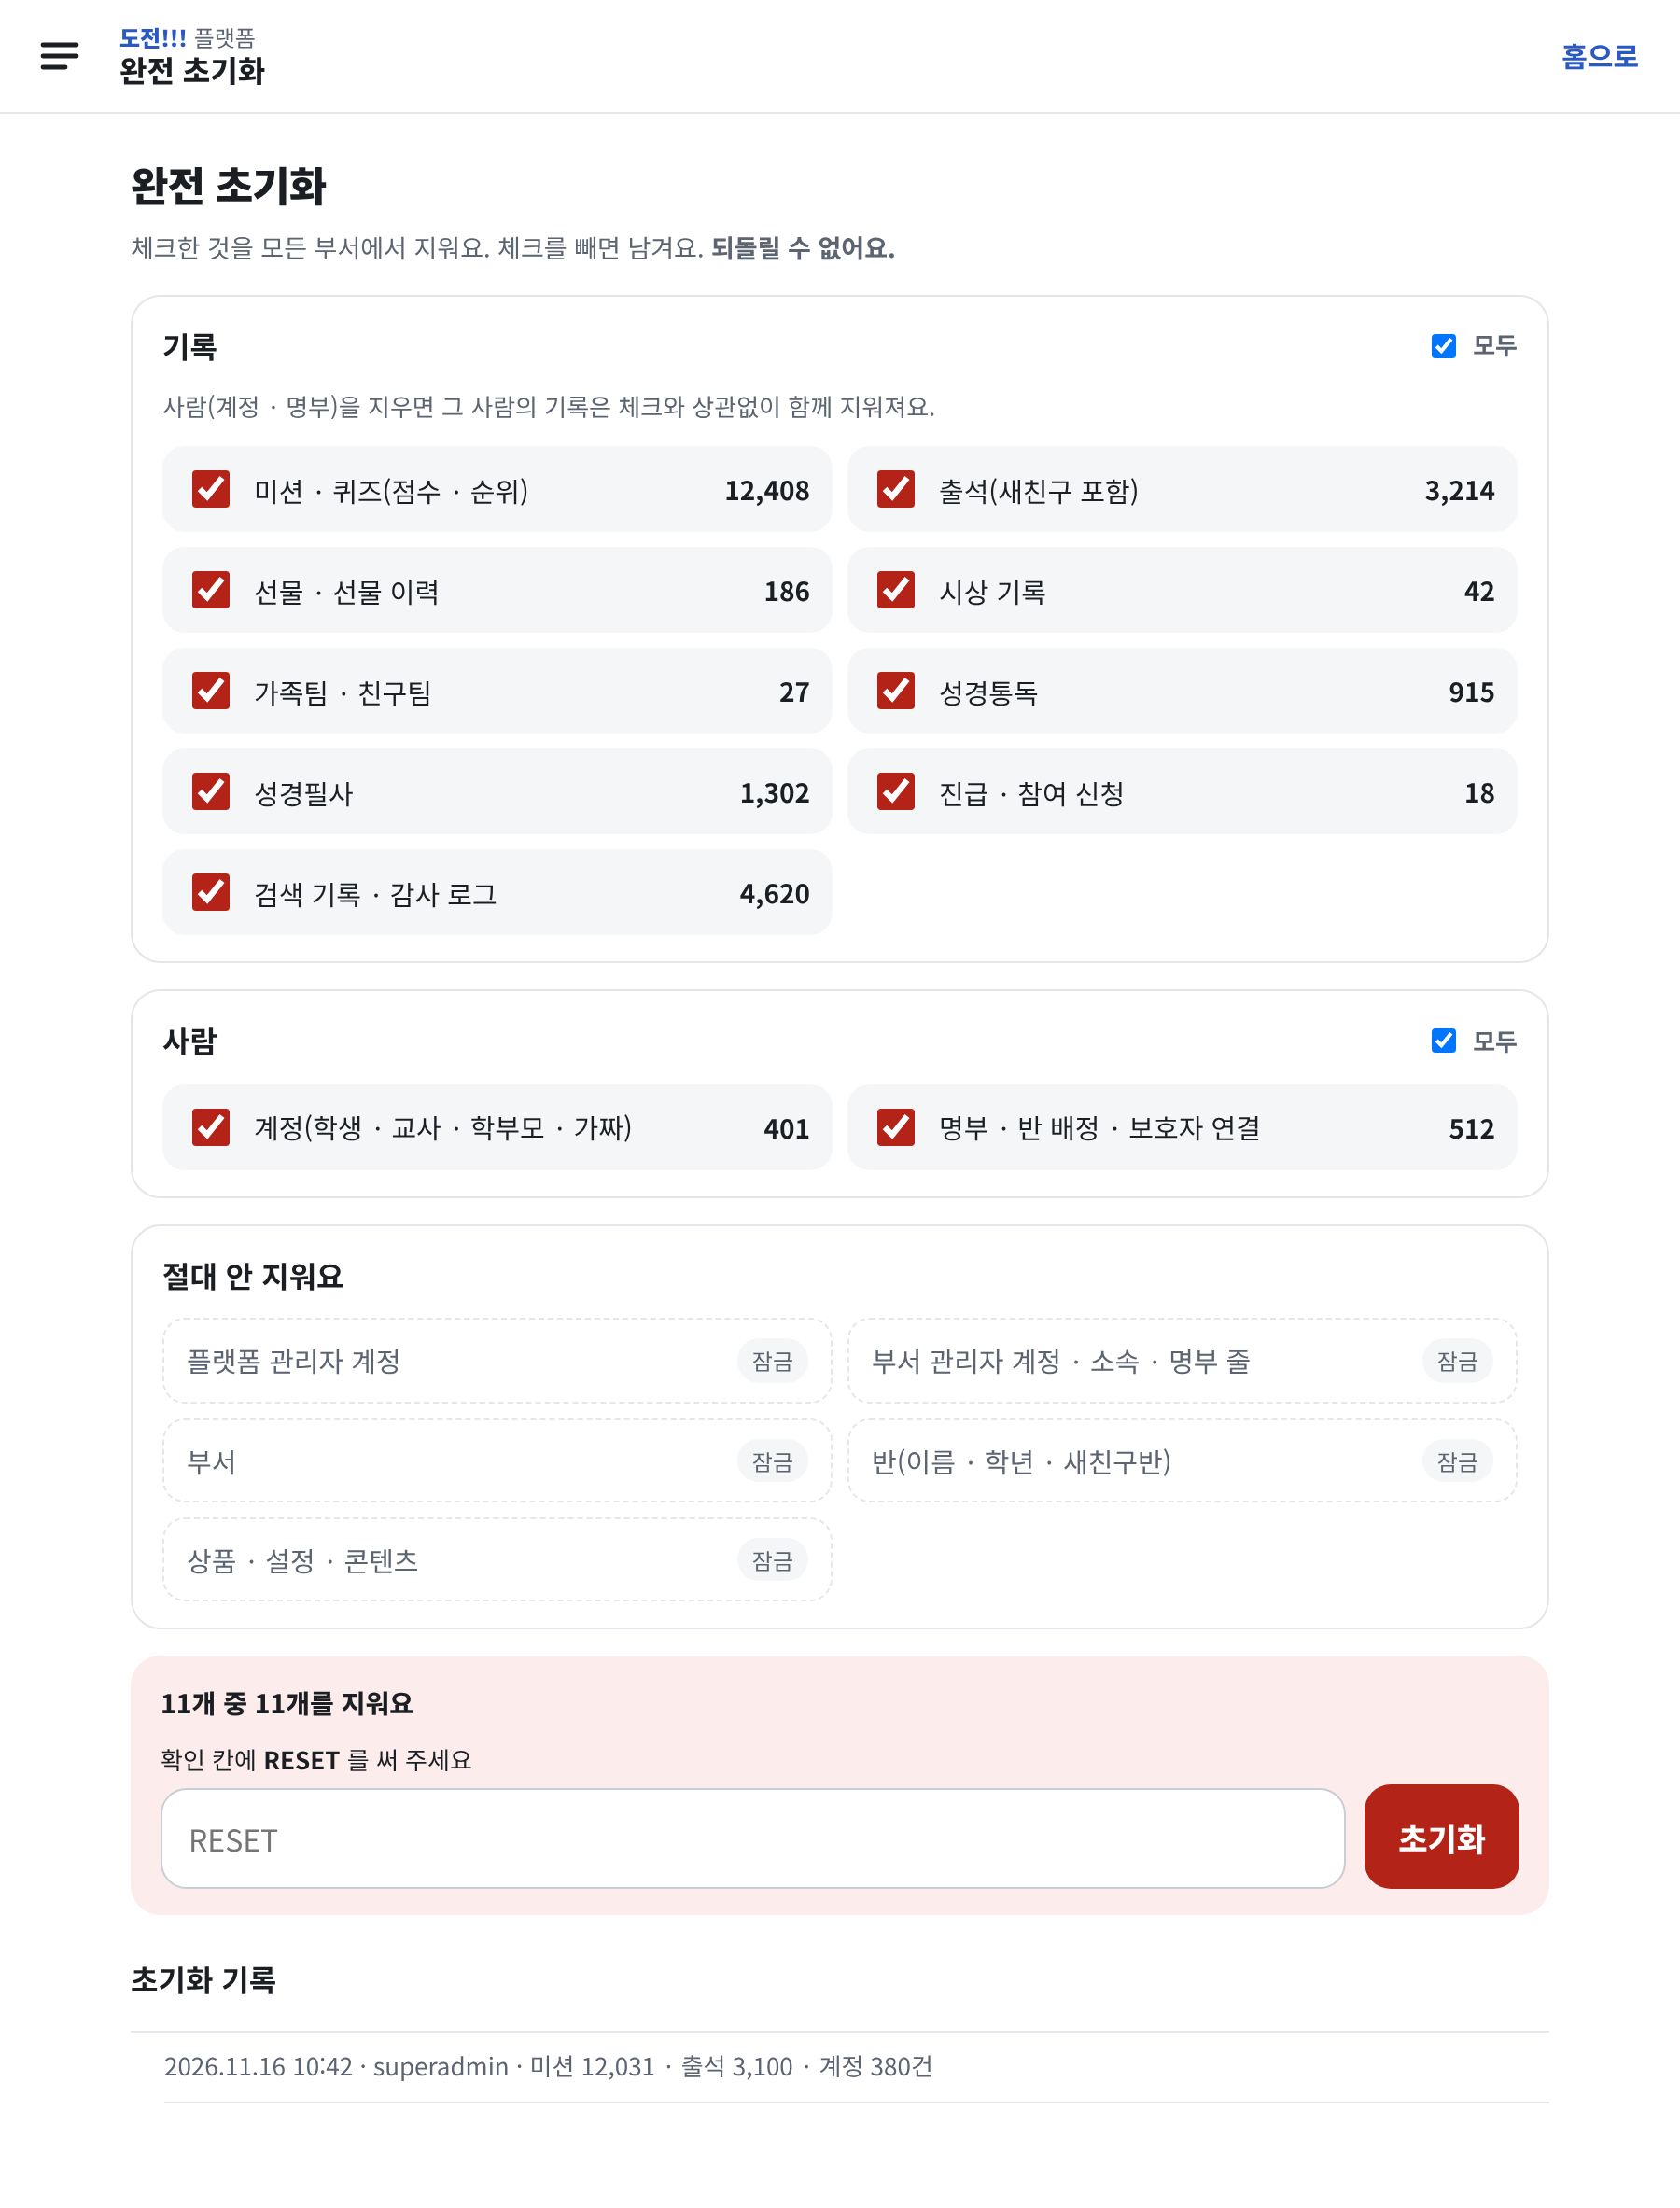 도전!!! 플랫폼
완전 초기화
홈으로
완전 초기화
체크한 것을 모든 부서에서 지워요. 체크를 빼면 남겨요. 되돌릴 수 없어요.
기록
모두
사람(계정 · 명부)을 지우면 그 사람의 기록은 체크와 상관없이 함께 지워져요.
미션 · 퀴즈(점수 · 순위) 12,408
출석(새친구 포함) 3,214
선물 · 선물 이력 186
시상 기록 42
가족팀 · 친구팀 27
성경통독 915
성경필사 1,302
진급 · 참여 신청 18
검색 기록 · 감사 로그 4,620
사람
모두
계정(학생 · 교사 · 학부모 · 가짜) 401
명부 · 반 배정 · 보호자 연결 512
절대 안 지워요
플랫폼 관리자 계정 잠금
부서 관리자 계정 · 소속 · 명부 줄 잠금
부서 잠금
반(이름 · 학년 · 새친구반) 잠금
상품 · 설정 · 콘텐츠 잠금
11개 중 11개를 지워요
확인 칸에 RESET 를 써 주세요
RESET
초기화
초기화 기록
2026.11.16 10:42 · superadmin · 미션 12,031 · 출석 3,100 · 계정 380건